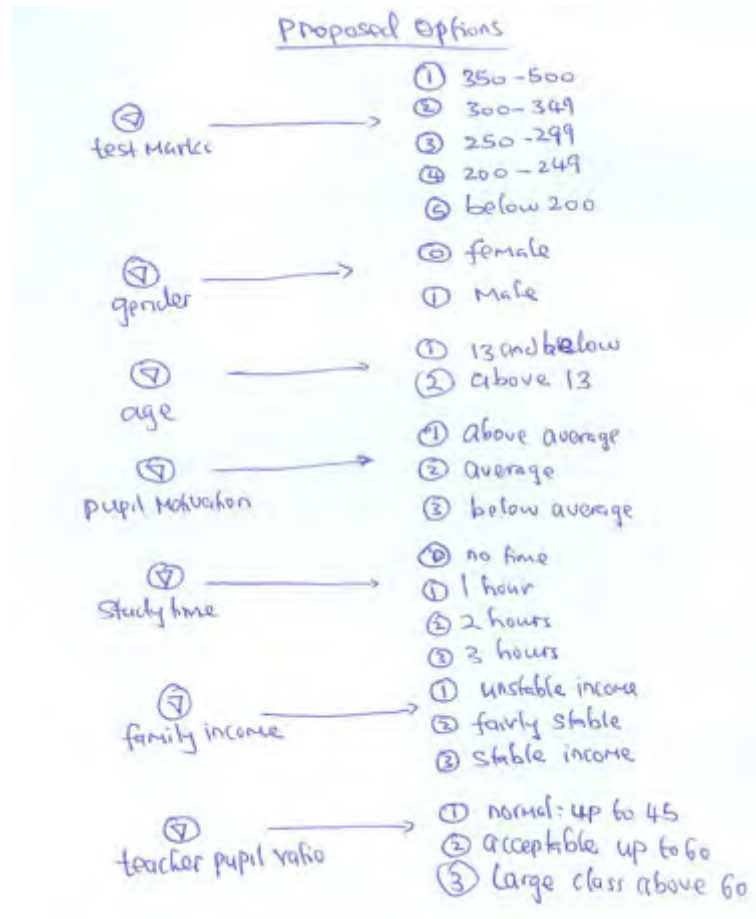 Proposed Options
① 350-500
② 300-349
test Marks
③ 250-299
④ 200-249
⑤ below 200
⓪ female
gender
① Male
① 13 and below
② above 13
age
① above average
② average
pupil Motivation
③ below average
⓪ no time
① 1 hour
Study time
② 2 hours
③ 3 hours
① unstable income
② fairly stable
family income
③ stable income
① normal: up to 45
② acceptable up to 60
teacher pupil ratio
③ Large class above 60